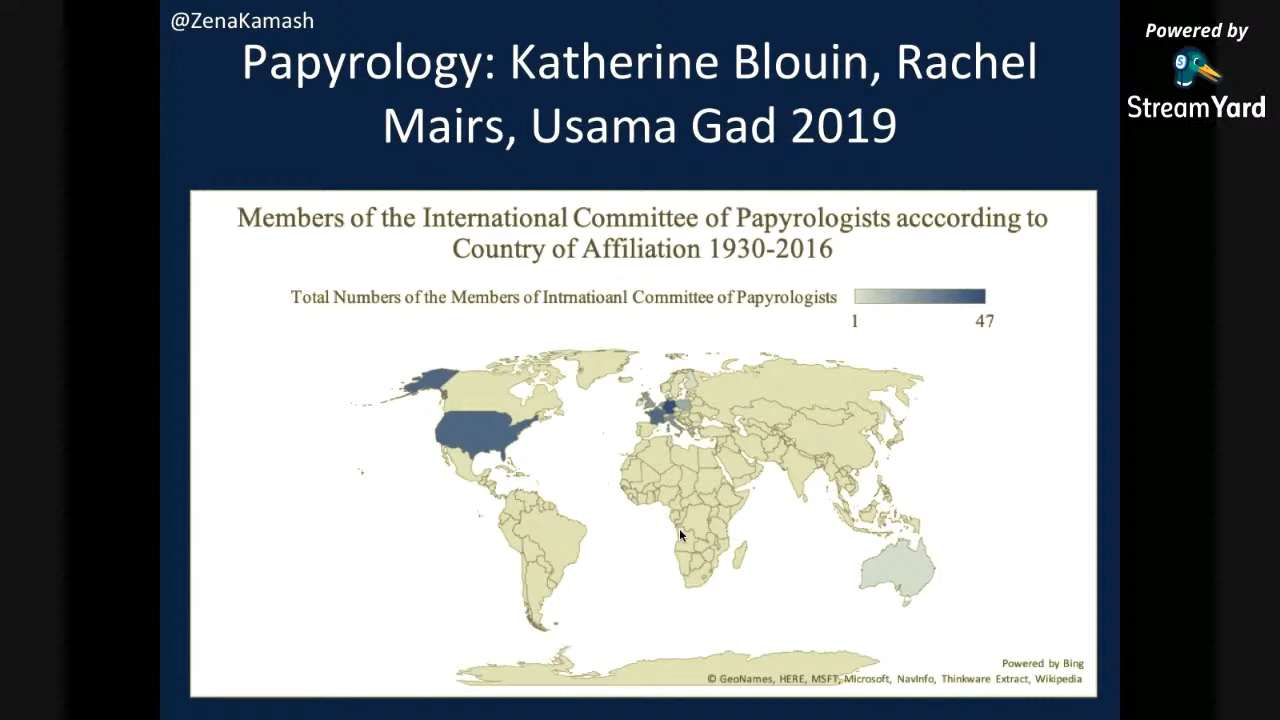 @ZenaKamash
Papyrology: Katherine Blouin, Rachel
Mairs, Usama Gad 2019
Powered by
StreamYard
Members of the International Committee of Papyrologists acccording to
Country of Affiliation 1930-2016
Total Numbers of the Members of Intrnatioanl Committee of Papyrologists
1
47
Powered by Bing
© GeoNames, HERE, MSFT, Microsoft, NavInfo, Thinkware Extract, Wikipedia